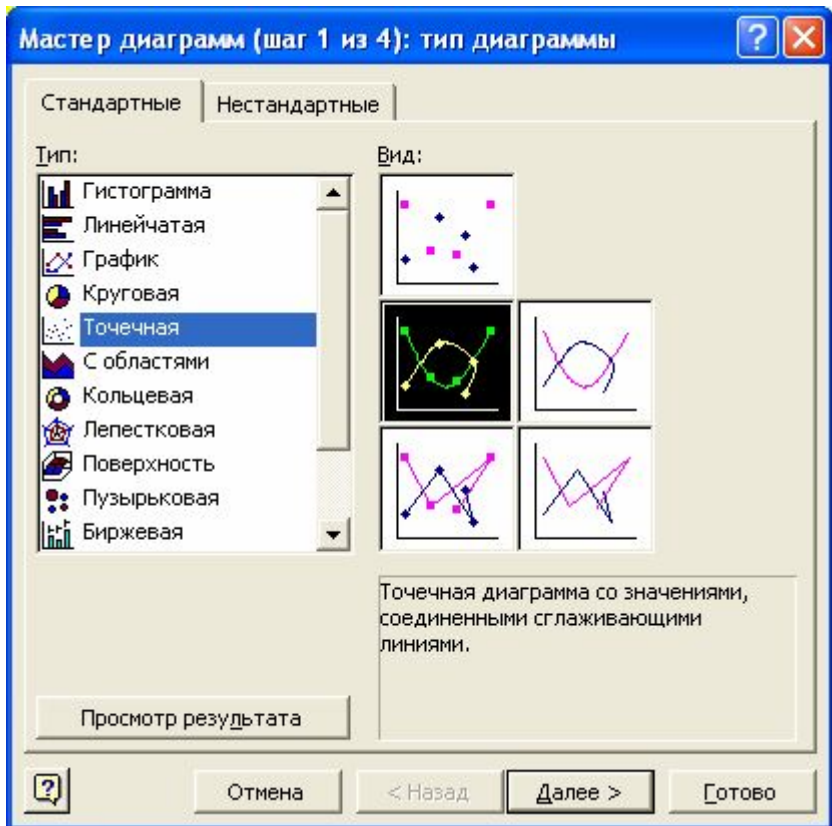 Мастер диаграмм (шаг 1 из 4): тип диаграммы
Стандартные
Нестандартные
Тип:
Вид:
Гистограмма
Линейчатая
График
Круговая
Точечная
С областями
Кольцевая
Лепестковая
Поверхность
Пузырьковая
Биржевая
Точечная диаграмма со значениями,
соединенными сглаживающими
линиями.
Просмотр результата
Отмена
< Назад
Далее >
Готово